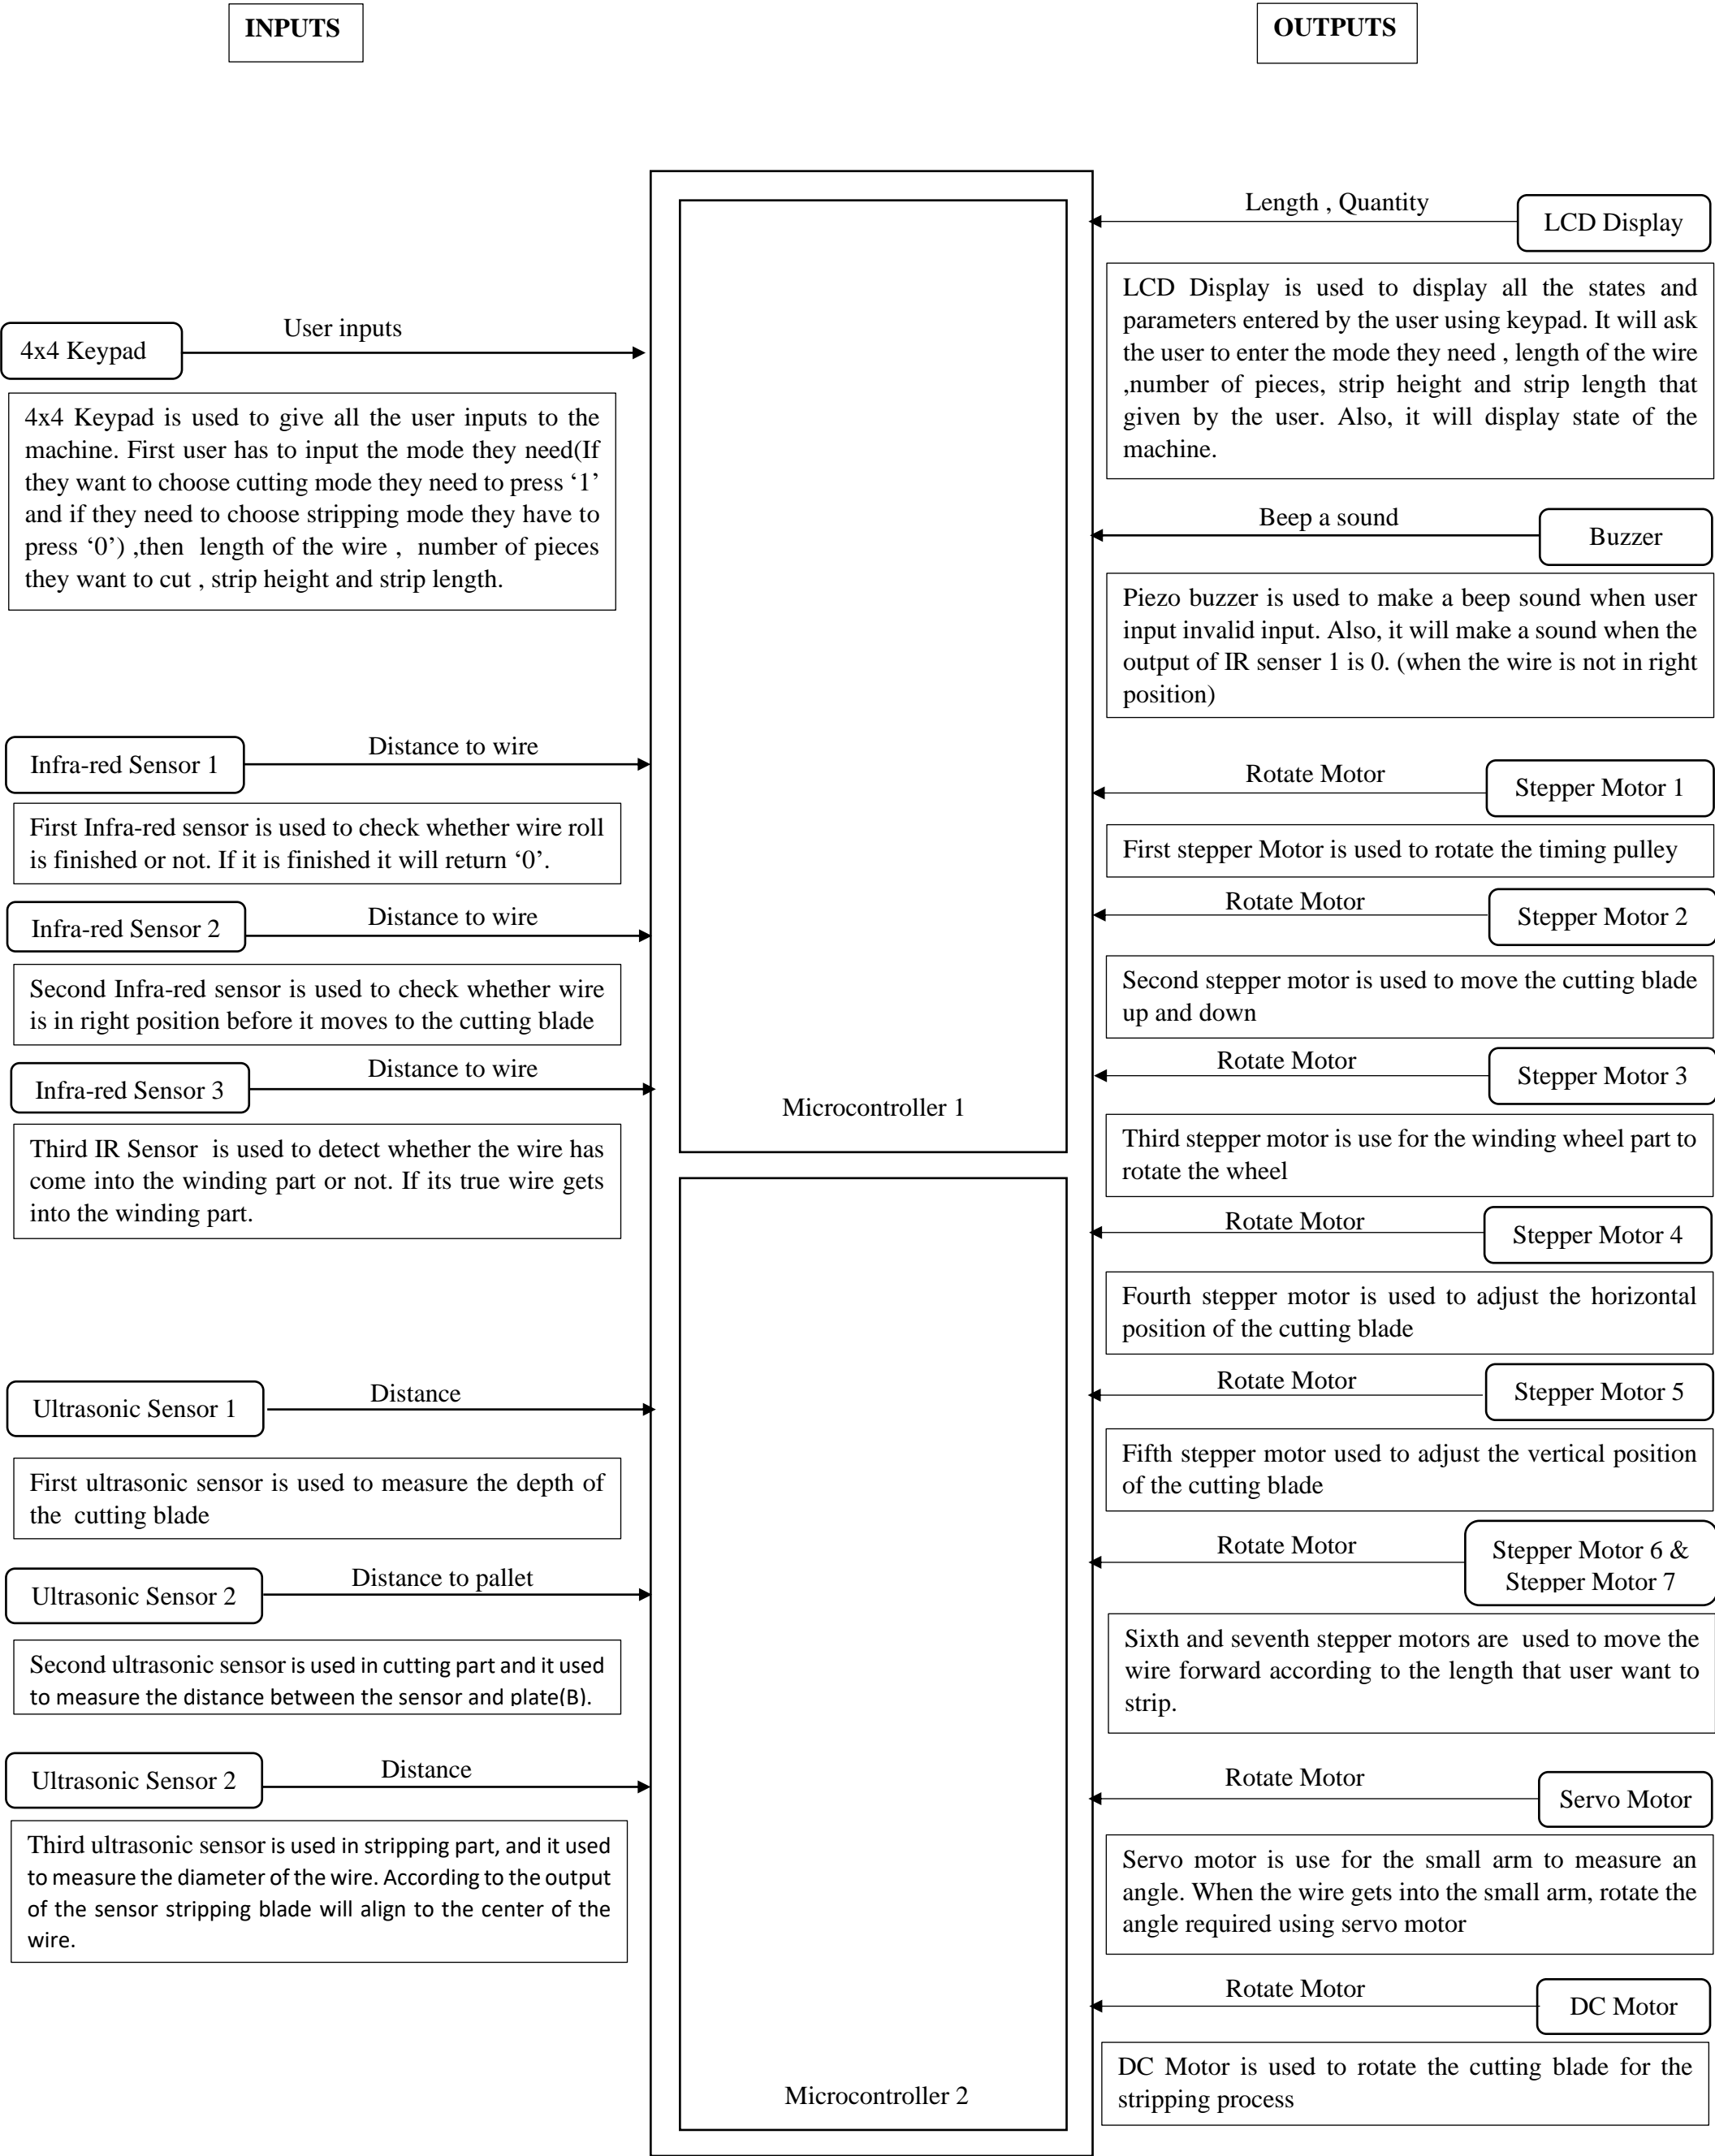 INPUTS
OUTPUTS
4x4 Keypad
User inputs
4x4 Keypad is used to give all the user inputs to the
machine. First user has to input the mode they need(If
they want to choose cutting mode they need to press ‘1’
and if they need to choose stripping mode they have to
press ‘0’) ,then length of the wire , number of pieces
they want to cut , strip height and strip length.
Infra-red Sensor 1
Distance to wire
First Infra-red sensor is used to check whether wire roll
is finished or not. If it is finished it will return ‘0’.
Infra-red Sensor 2
Distance to wire
Second Infra-red sensor is used to check whether wire
is in right position before it moves to the cutting blade
Infra-red Sensor 3
Distance to wire
Third IR Sensor is used to detect whether the wire has
come into the winding part or not. If its true wire gets
into the winding part.
Ultrasonic Sensor 1
Distance
First ultrasonic sensor is used to measure the depth of
the cutting blade
Ultrasonic Sensor 2
Distance to pallet
Second ultrasonic sensor is used in cutting part and it used
to measure the distance between the sensor and plate(B).
Ultrasonic Sensor 2
Distance
Third ultrasonic sensor is used in stripping part, and it used
to measure the diameter of the wire. According to the output
of the sensor stripping blade will align to the center of the
wire.
Microcontroller 1
Microcontroller 2
Length , Quantity
LCD Display
LCD Display is used to display all the states and
parameters entered by the user using keypad. It will ask
the user to enter the mode they need , length of the wire
,number of pieces, strip height and strip length that
given by the user. Also, it will display state of the
machine.
Beep a sound
Buzzer
Piezo buzzer is used to make a beep sound when user
input invalid input. Also, it will make a sound when the
output of IR senser 1 is 0. (when the wire is not in right
position)
Rotate Motor
Stepper Motor 1
First stepper Motor is used to rotate the timing pulley
Rotate Motor
Stepper Motor 2
Second stepper motor is used to move the cutting blade
up and down
Rotate Motor
Stepper Motor 3
Third stepper motor is use for the winding wheel part to
rotate the wheel
Rotate Motor
Stepper Motor 4
Fourth stepper motor is used to adjust the horizontal
position of the cutting blade
Rotate Motor
Stepper Motor 5
Fifth stepper motor used to adjust the vertical position
of the cutting blade
Rotate Motor
Stepper Motor 6 &
Stepper Motor 7
Sixth and seventh stepper motors are used to move the
wire forward according to the length that user want to
strip.
Rotate Motor
Servo Motor
Servo motor is use for the small arm to measure an
angle. When the wire gets into the small arm, rotate the
angle required using servo motor
Rotate Motor
DC Motor
DC Motor is used to rotate the cutting blade for the
stripping process